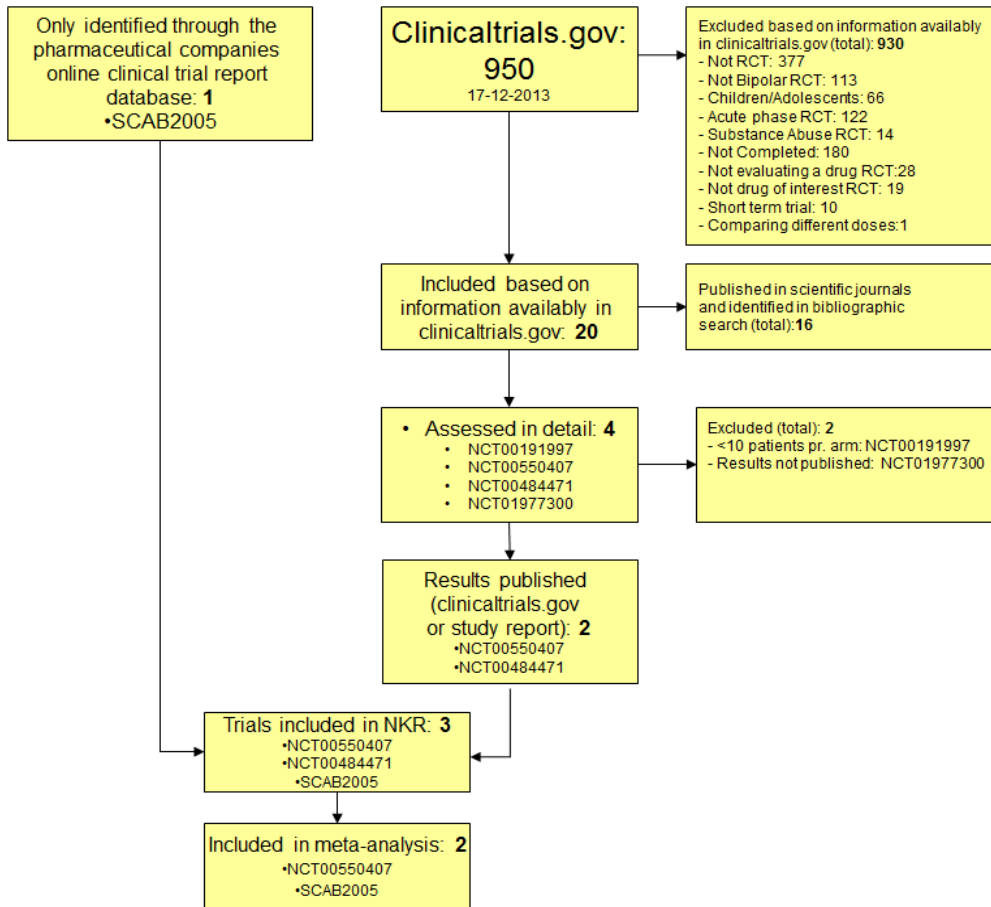 Only identified through the
pharmaceutical companies
online clinical trial report
database: 1
•SCAB2005
Clinicaltrials.gov:
950
17-12-2013
Excluded based on information availably
in clinicaltrials.gov (total): 930
- Not RCT: 377
- Not Bipolar RCT: 113
- Children/Adolescents: 66
- Acute phase RCT: 122
- Substance Abuse RCT: 14
- Not Completed: 180
- Not evaluating a drug RCT:28
- Not drug of interest RCT: 19
- Short term trial: 10
- Comparing different doses:1
Included based on
information availably in
clinicaltrials.gov: 20
Published in scientific journals
and identified in bibliographic
search (total):16
• Assessed in detail: 4
• NCT00191997
• NCT00550407
• NCT00484471
• NCT01977300
Excluded (total): 2
- <10 patients pr. arm: NCT00191997
- Results not published: NCT01977300
Results published
(clinicaltrials.gov
or study report): 2
•NCT00550407
•NCT00484471
Trials included in NKR: 3
•NCT00550407
•NCT00484471
•SCAB2005
Included in meta-analysis: 2
•NCT00550407
•SCAB2005